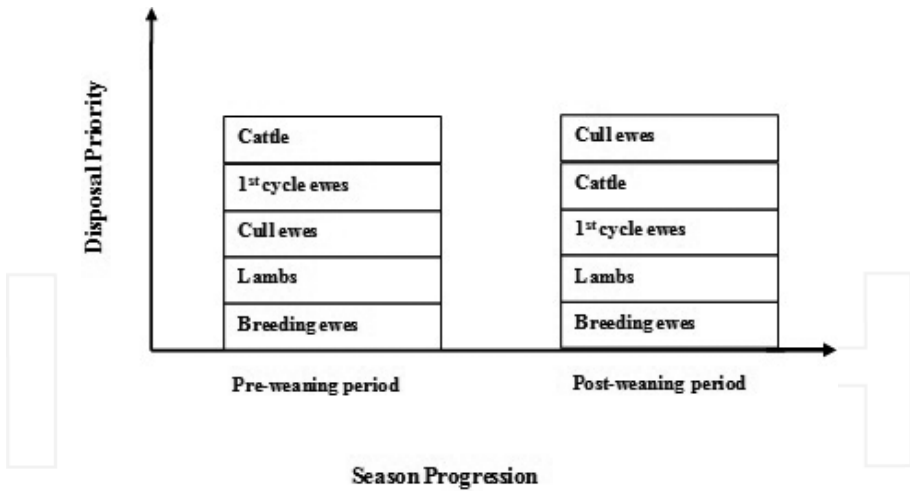 Disposal Priority
Cattle
1st cycle ewes
Cull ewes
Lambs
Breeding ewes
Cull ewes
Cattle
1st cycle ewes
Lambs
Breeding ewes
Pre-weaning period
Post-weaning period
Season Progression